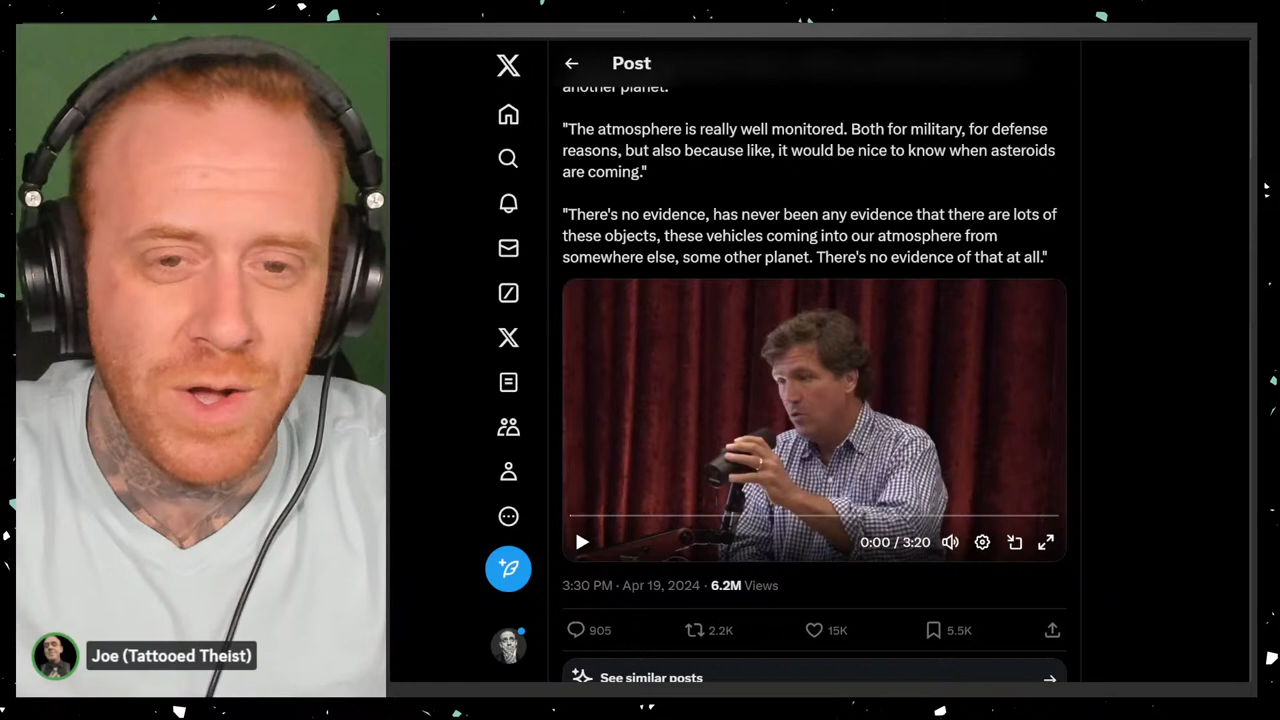 Post
another planet.
"The atmosphere is really well monitored. Both for military, for defense
reasons, but also because like, it would be nice to know when asteroids
are coming."
"There's no evidence, has never been any evidence that there are lots of
these objects, these vehicles coming into our atmosphere from
somewhere else, some other planet. There's no evidence of that at all."
0:00 / 3:20
3:30 PM · Apr 19, 2024 · 6.2M Views
905 2.2K 15K 5.5K
See similar posts
Joe (Tattooed Theist)